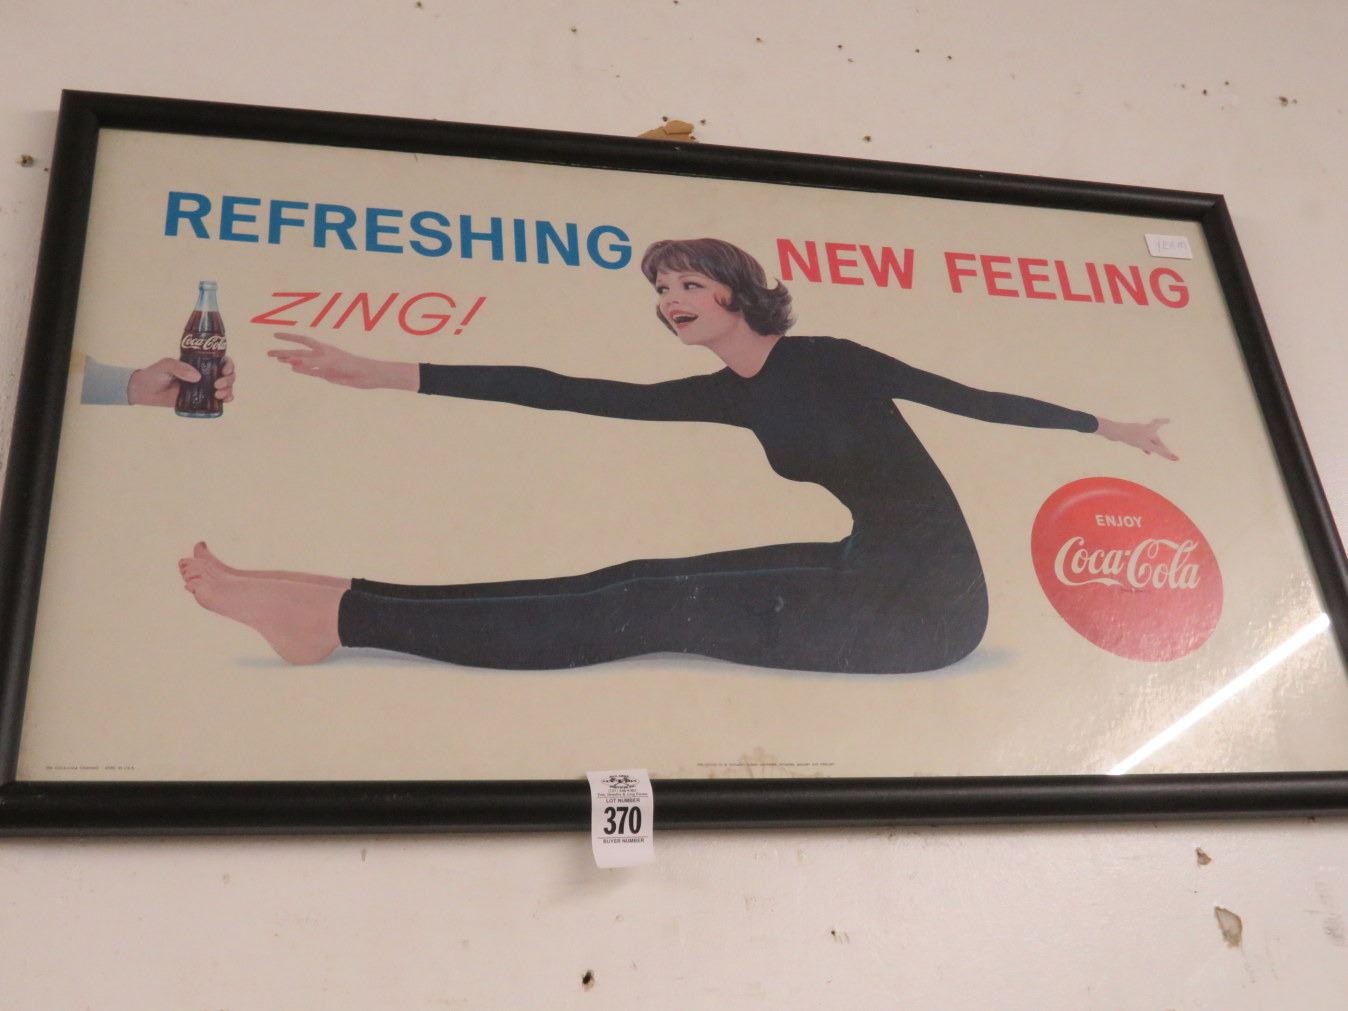 REFRESHING NEW FEELING
ZING!
Coca-Cola
ENJOY
Coca-Cola
LOT NUMBER
370
BUYER NUMBER